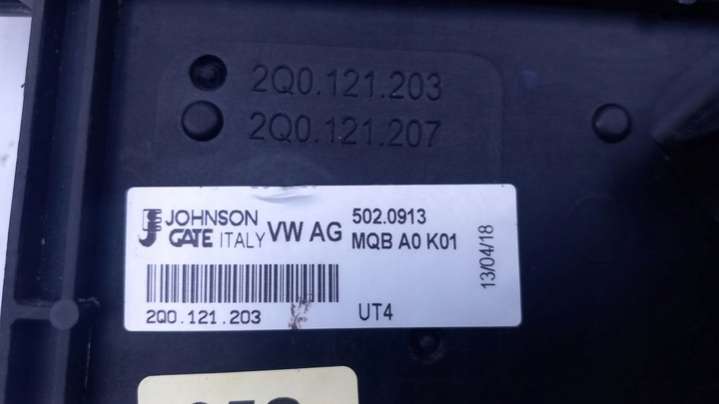 2Q0.121.203
2Q0.121.207
JOHNSON
GATE ITALY
VW AG
502.0913
MQB A0 K01
13/04/18
2Q0.121.203
UT4